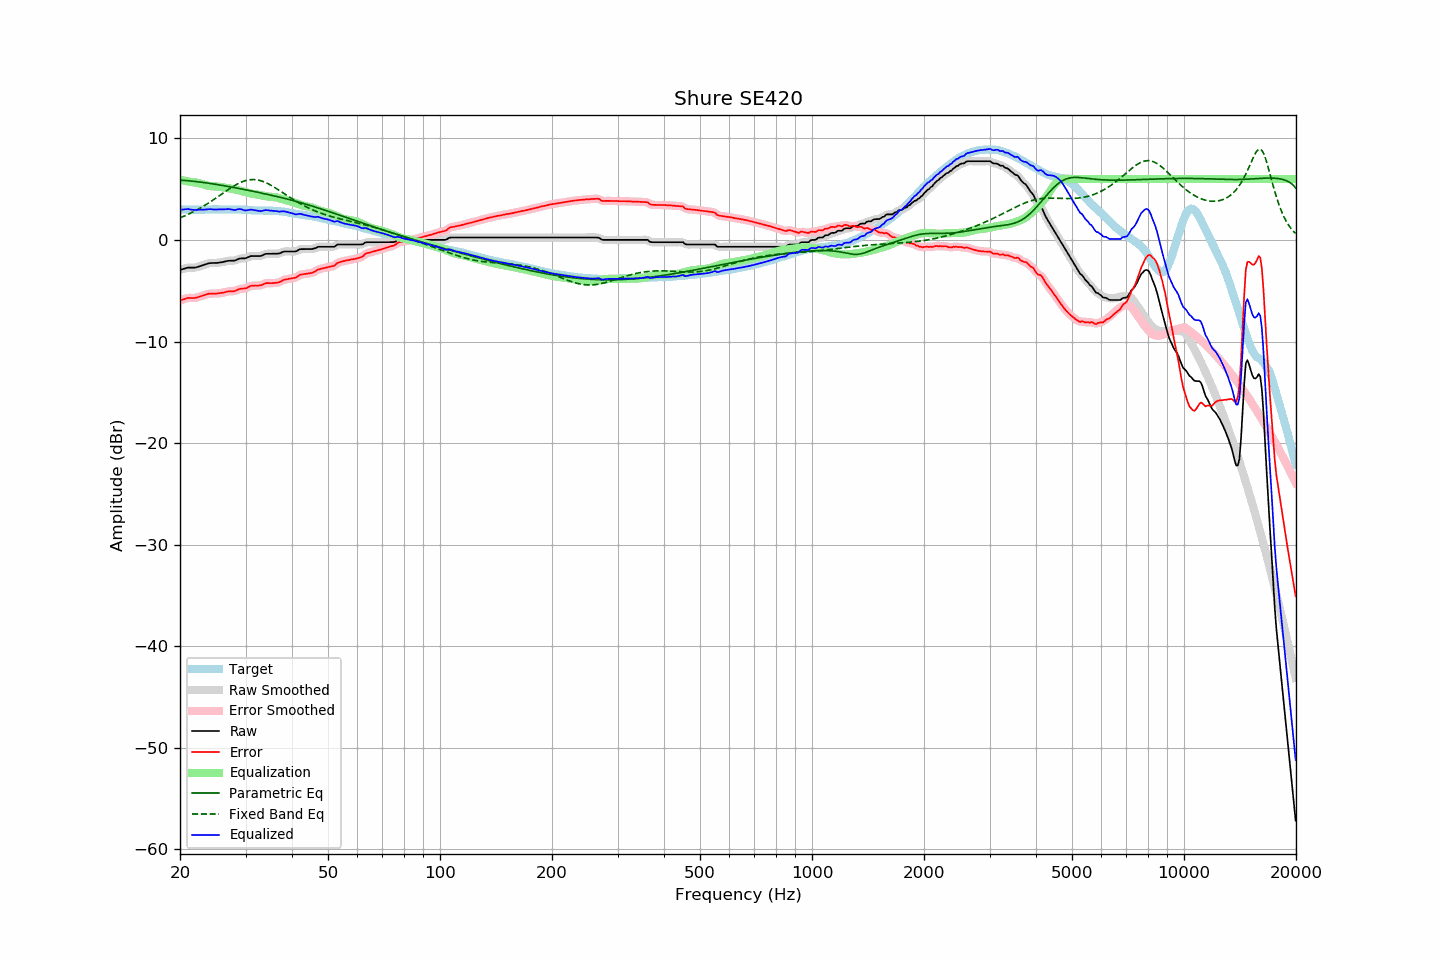 Shure SE420
Amplitude (dBr)
10
0
−10
−20
−30
−40
−50
−60
Target
Raw Smoothed
Error Smoothed
Raw
Error
Equalization
Parametric Eq
Fixed Band Eq
Equalized
20 50 100 200 500 1000 2000 5000 10000 20000
Frequency (Hz)